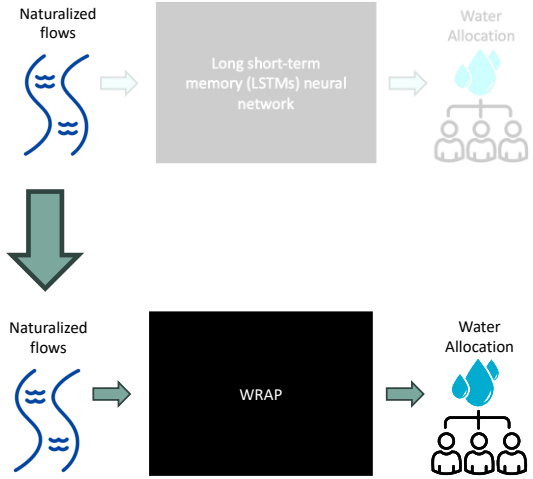 Naturalized
flows
Long short-term
memory (LSTMs) neural
network
Water
Allocation
Naturalized
flows
WRAP
Water
Allocation